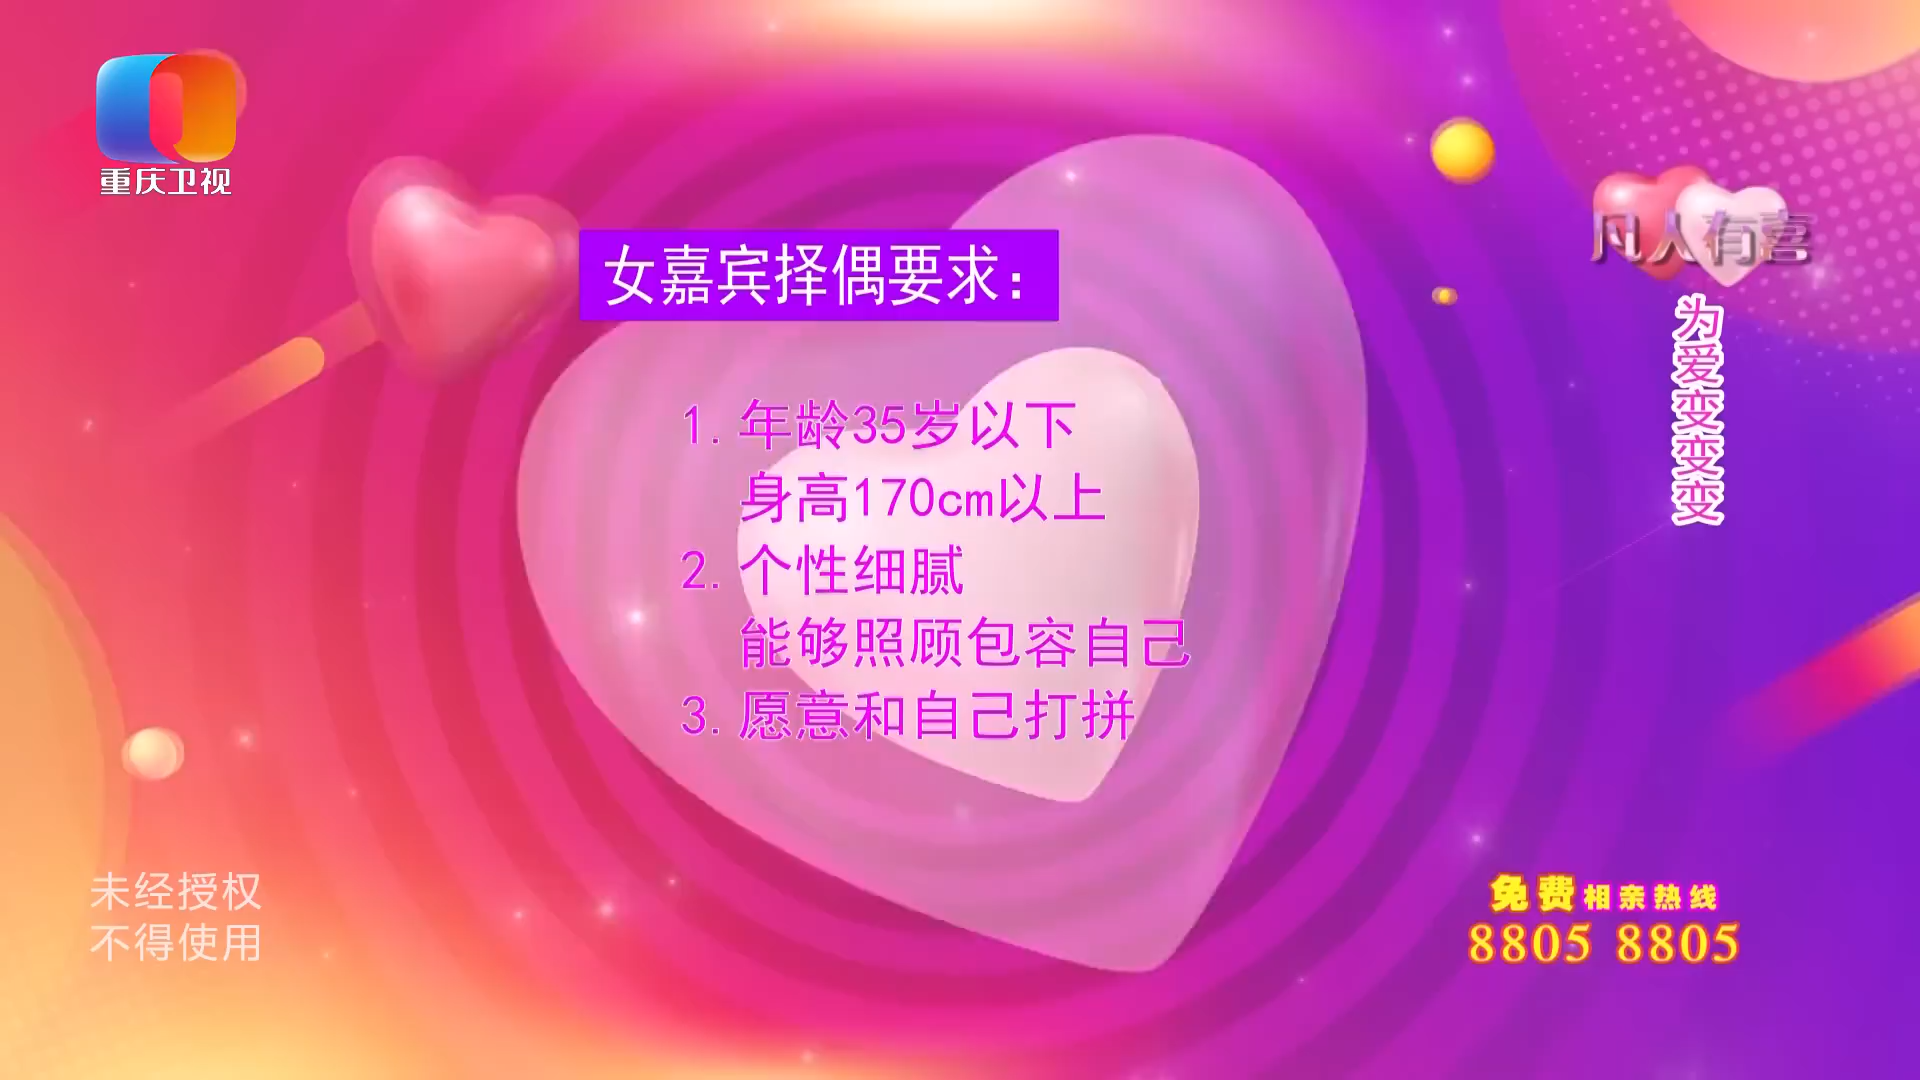 重庆卫视
凡人有喜
为爱变变变变
女嘉宾择偶要求：
1.年龄35岁以下
身高170cm以上
2.个性细腻
能够照顾包容自己
3.愿意和自己打拼
未经授权
不得使用
免费相亲热线
8805 8805